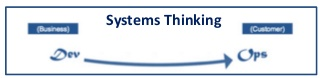 Systems Thinking
(Business) (Customer)
Dev Ops